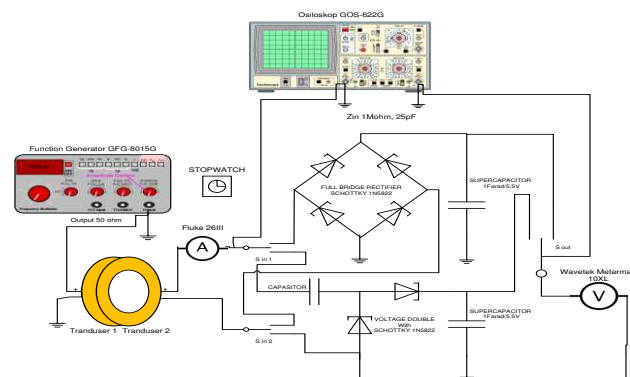 Osiloskop GOS-622G
Zin 1Mohm, 25pF
Function Generator GFG-8015G
STOPWATCH
Output 50 ohm
Fluke 26III
A
FULL BRIDGE RECTIFIER
SCHOTTKY 1N5822
SUPERCAPACITOR
1Farad/5,5V
S in 1
S out
+
+
Tranduser 1 Tranduser 2
CAPASITOR
S in 2
VOLTAGE DOUBLE
With
SCHOTTKY 1N5822
SUPERCAPACITOR
1Farad/5,5V
Wavetek Meterma
10XL
V